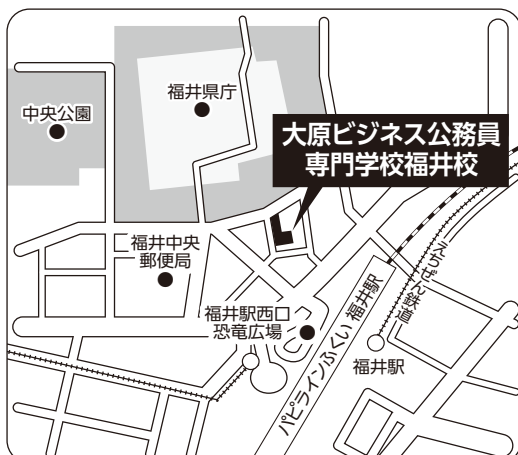 福井県庁
中央公園
大原ビジネス公務員
専門学校福井校
福井中央
郵便局
えちぜん鉄道
福井駅西口
恐竜広場
パピラインふくい 福井駅
福井駅